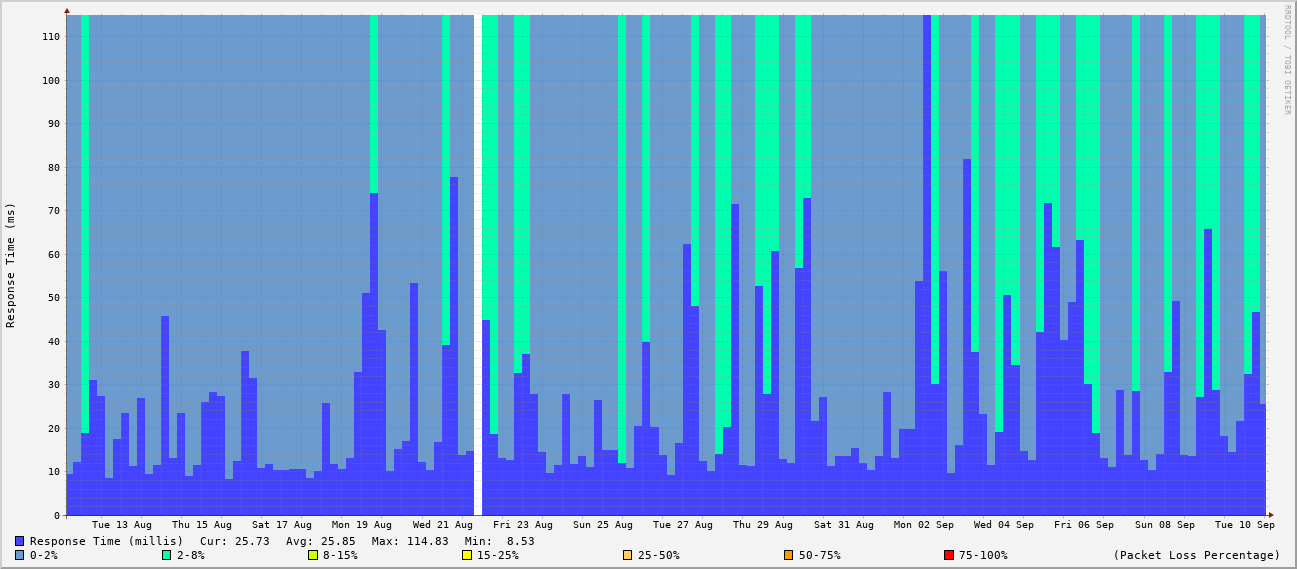 RRDTOOL / TOBI OETIKER
Response Time (ms)
110
100
90
80
70
60
50
40
30
20
10
0
Tue 13 Aug Thu 15 Aug Sat 17 Aug Mon 19 Aug Wed 21 Aug Fri 23 Aug Sun 25 Aug Tue 27 Aug Thu 29 Aug Sat 31 Aug Mon 02 Sep Wed 04 Sep Fri 06 Sep Sun 08 Sep Tue 10 Sep
Response Time (millis) Cur: 25.73 Avg: 25.85 Max: 114.83 Min: 8.53
0-2% 2-8% 8-15% 15-25% 25-50% 50-75% 75-100% (Packet Loss Percentage)